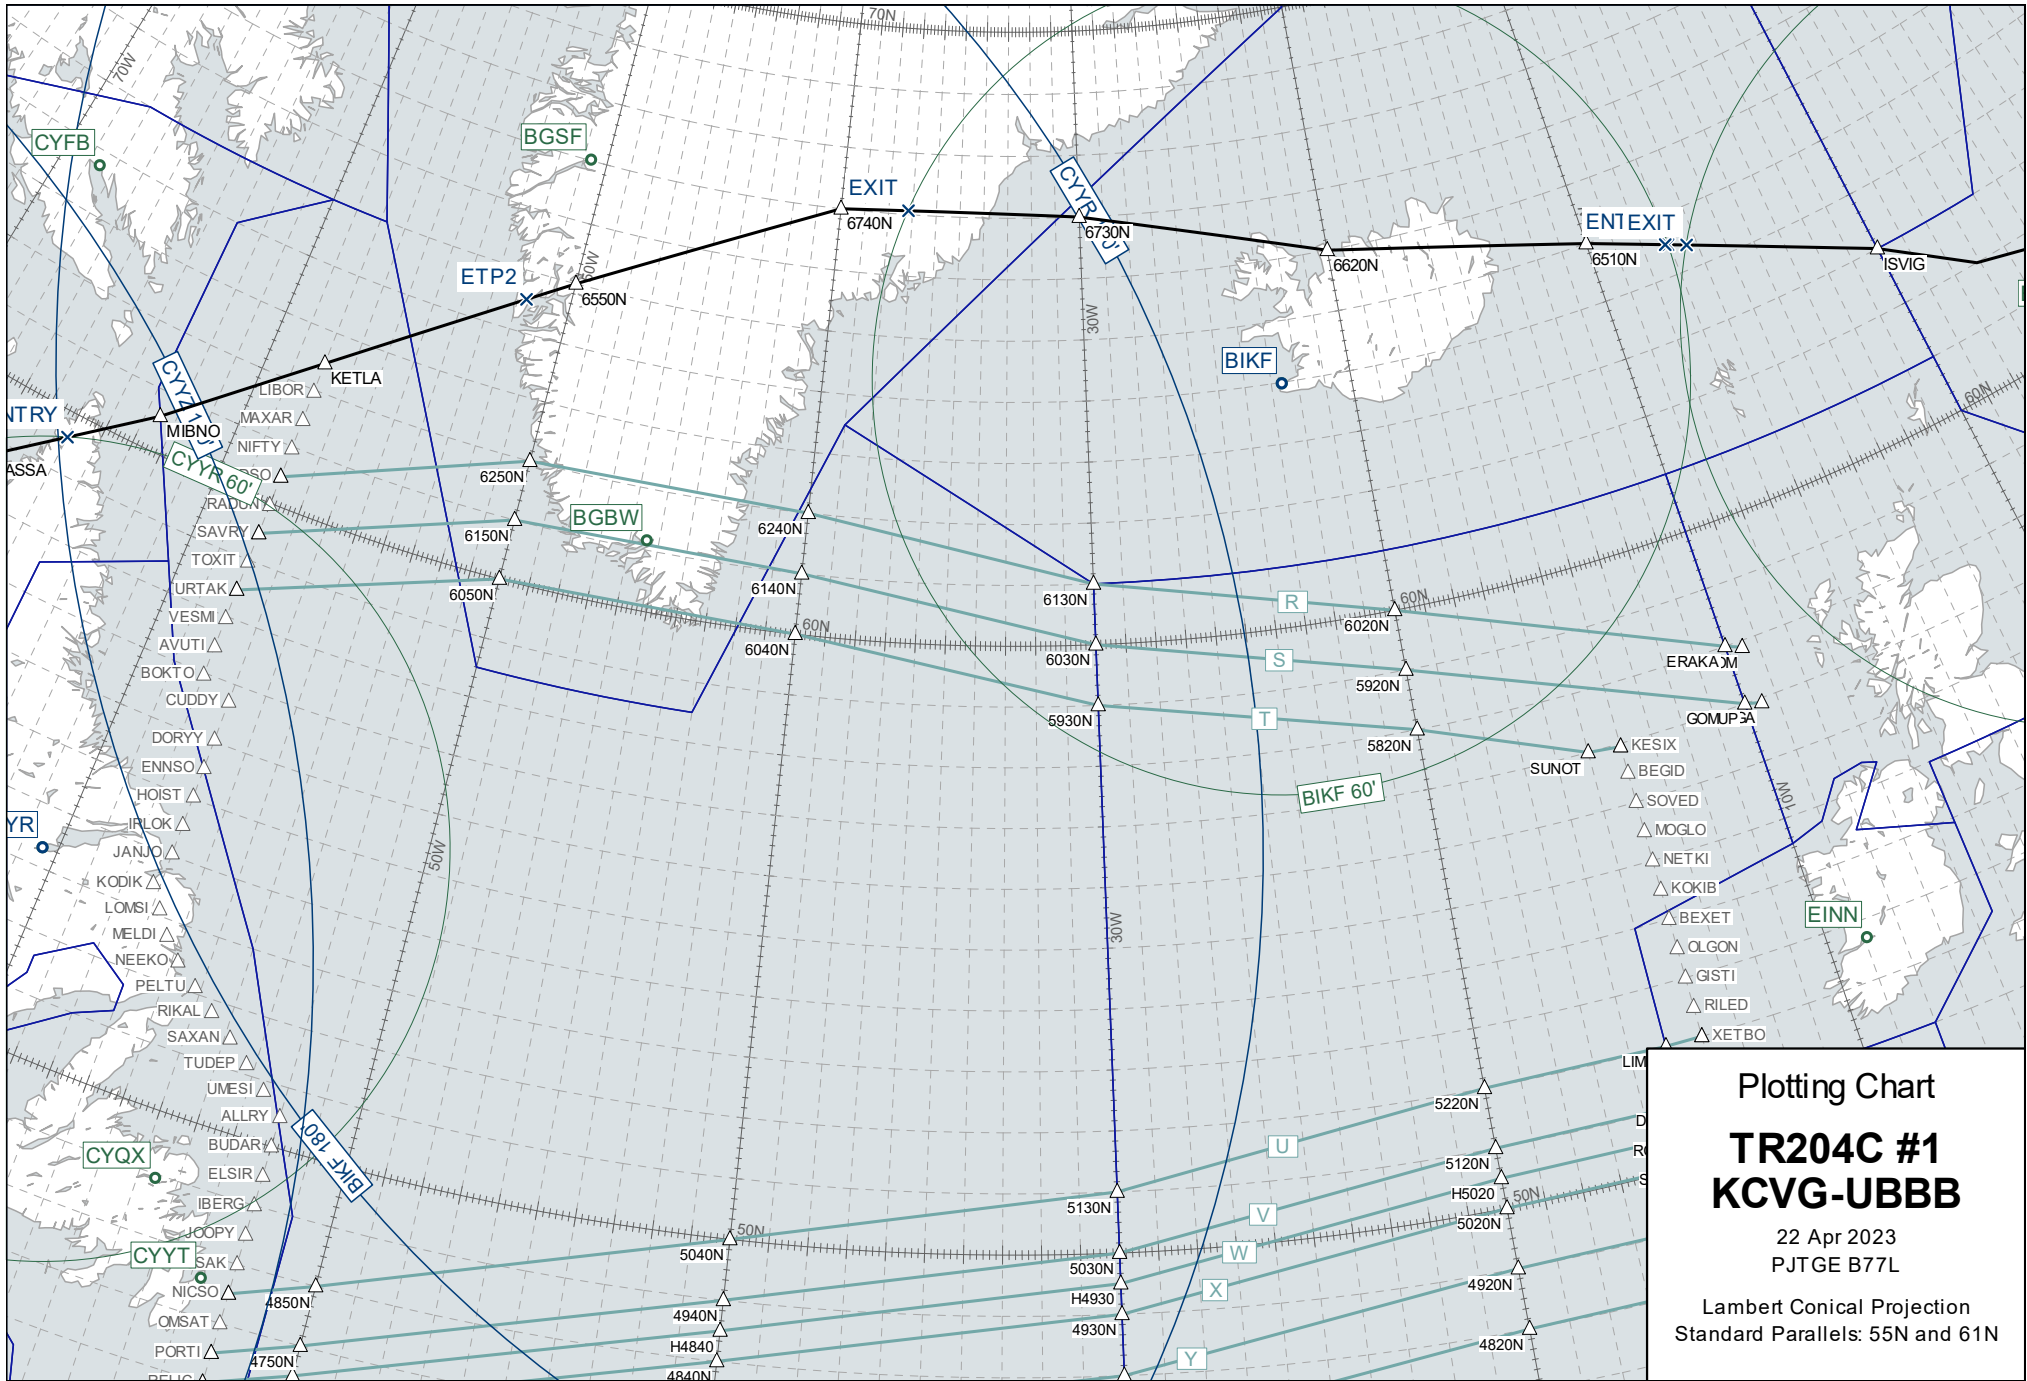 70N
70W
CYFB
BGSF
EXIT
6740N
CYYR
6730N
ENT
EXIT
6510N
6620N
ISVIG
ETP2
50W
6550N
30W
BIKF
KETLA
LIBOR
MAXAR
NIFTY
MIBNO
NTRY
ASSA
CYYR 60'
60N
RADUN
SAVRY
TOXIT
URTAK
VESMI
AVUTI
BOKTO
CUDDY
DORYY
ENNSO
HOIST
IRLOK
JANJO
KODIK
LOMSI
MELDI
NEEKO
PELTU
RIKAL
SAXAN
TUDEP
UMESI
ALLRY
BUDAR
ELSIR
IBERG
JOOPY
SAK
NICSO
OMSAT
PORTI
YR
CYQX
CYYT
BIKF 180'
50W
6250N
6150N
6050N
BGBW
6240N
6140N
60N
6040N
6130N
6030N
5930N
R
S
T
60N
6020N
5920N
5820N
BIKF 60'
ERAKA
GOMUP
SUNOT
KESIX
BEGID
SOVED
MOGLO
NETKI
KOKIB
BEXET
OLGON
GISTI
RILED
XETBO
10W
EINN
LIM
30W
U
V
W
X
Y
5220N
5120N
H5020
50N
5020N
4920N
4820N
5130N
5030N
H4930
4930N
50N
5040N
4940N
H4840
4840N
4850N
4750N
Plotting Chart
TR204C #1
KCVG-UBBB
22 Apr 2023
PJTGE B77L
Lambert Conical Projection
Standard Parallels: 55N and 61N